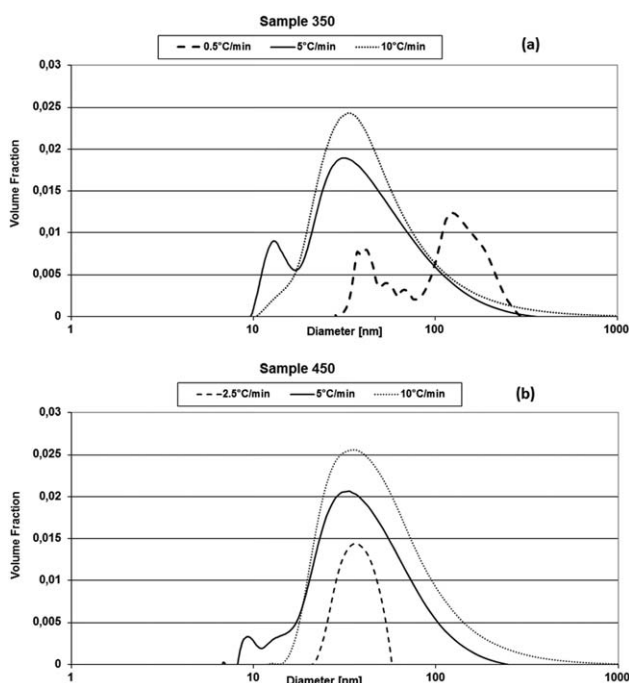 Sample 350
(a)
0.5°C/min 5°C/min 10°C/min
0,03
0,025
0,02
0,015
0,01
0,005
0
Volume Fraction
1 10 100 1000
Diameter [nm]
Sample 450
(b)
2.5°C/min 5°C/min 10°C/min
0,03
0,025
0,02
0,015
0,01
0,005
0
Volume Fraction
1 10 100 1000
Diameter [nm]